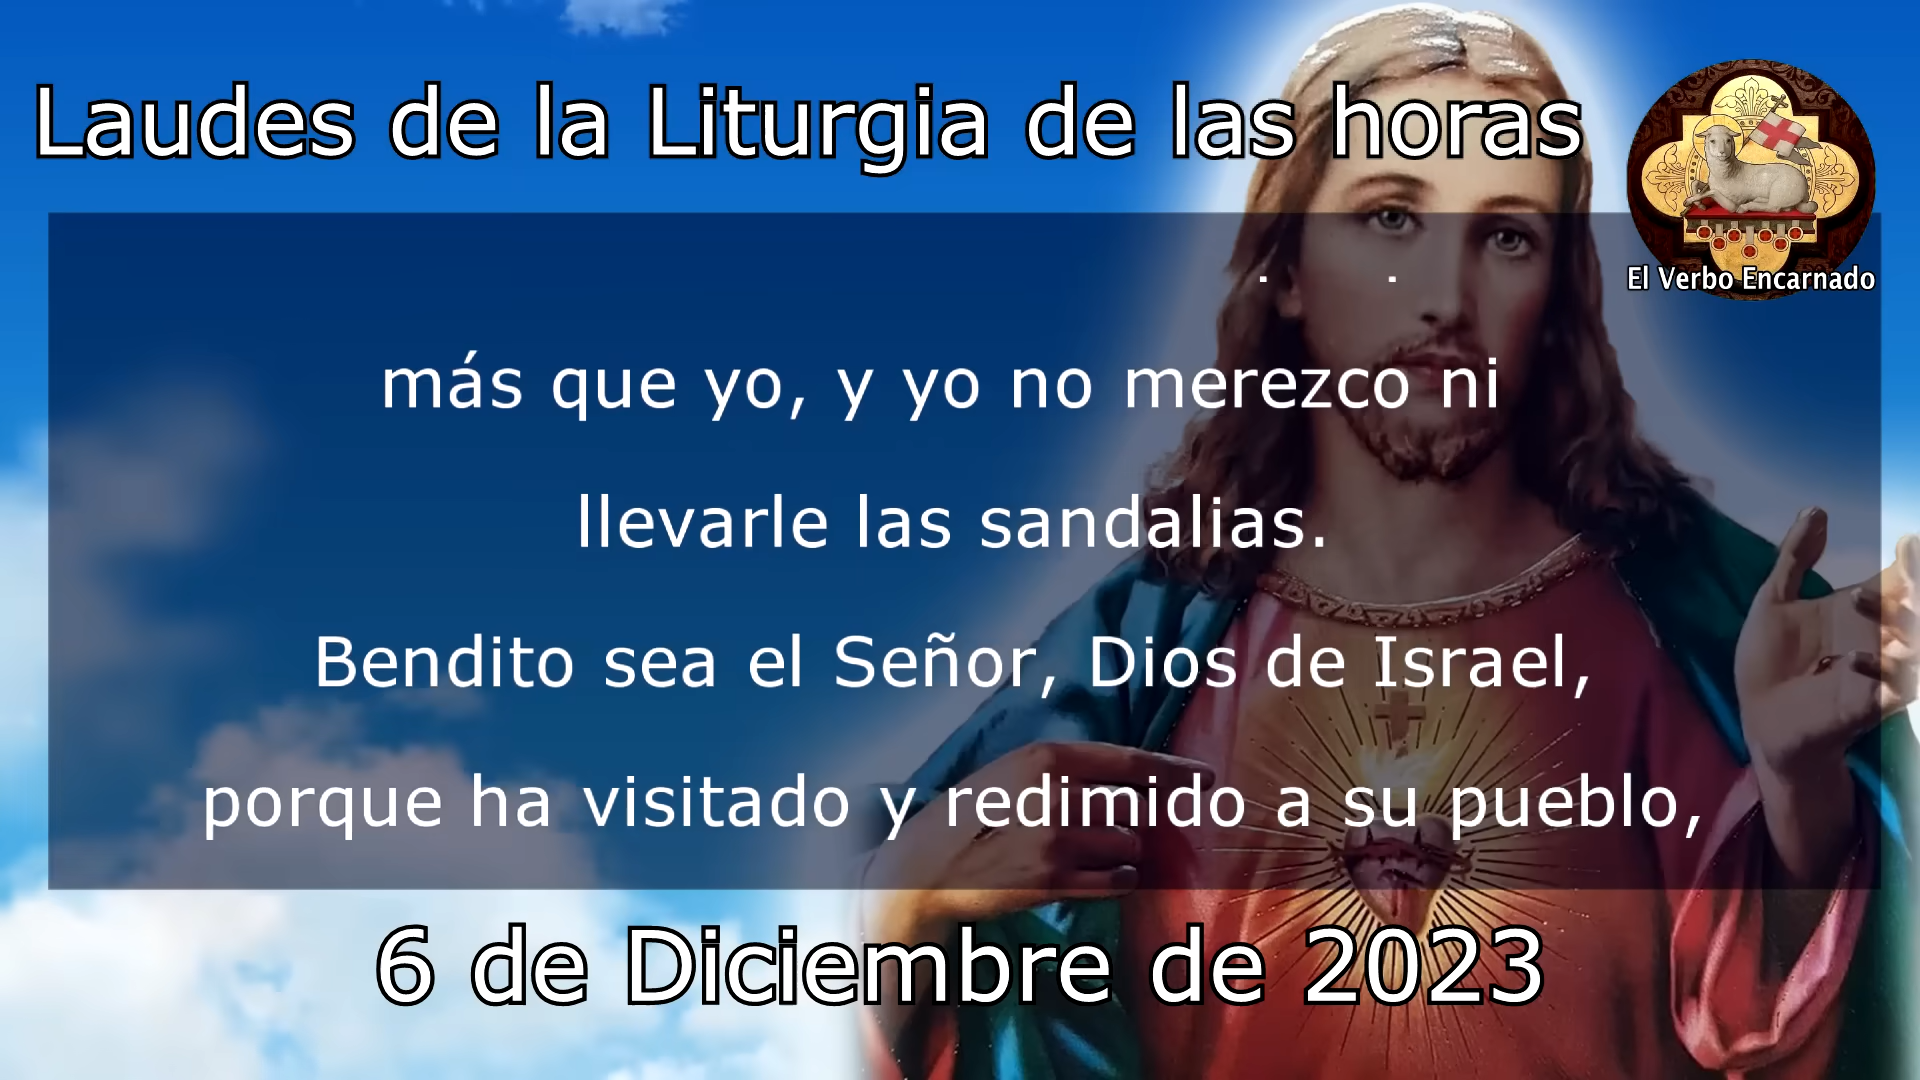 Laudes de la Liturgia de las horas
El Verbo Encarnado
más que yo, y yo no merezco ni
llevarle las sandalias.
Bendito sea el Señor, Dios de Israel,
porque ha visitado y redimido a su pueblo,
6 de Diciembre de 2023